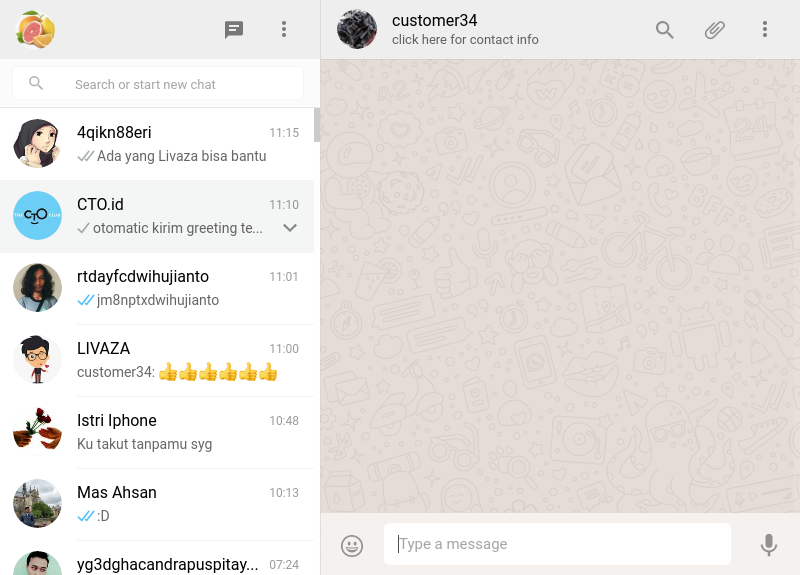 customer34
click here for contact info
Search or start new chat
4qikn88eri 11:15
Ada yang Livaza bisa bantu
CTO.id 11:10
otomatic kirim greeting te...
CTO
rtdayfcdwihujianto 11:01
jm8nptxdwihujianto
LIVAZA 11:00
customer34: 👍👍👍👍👍👍
Istri Iphone 10:48
Ku takut tanpamu syg
Mas Ahsan 10:13
:D
yg3dghacandrapuspitay... 07:24
Type a message